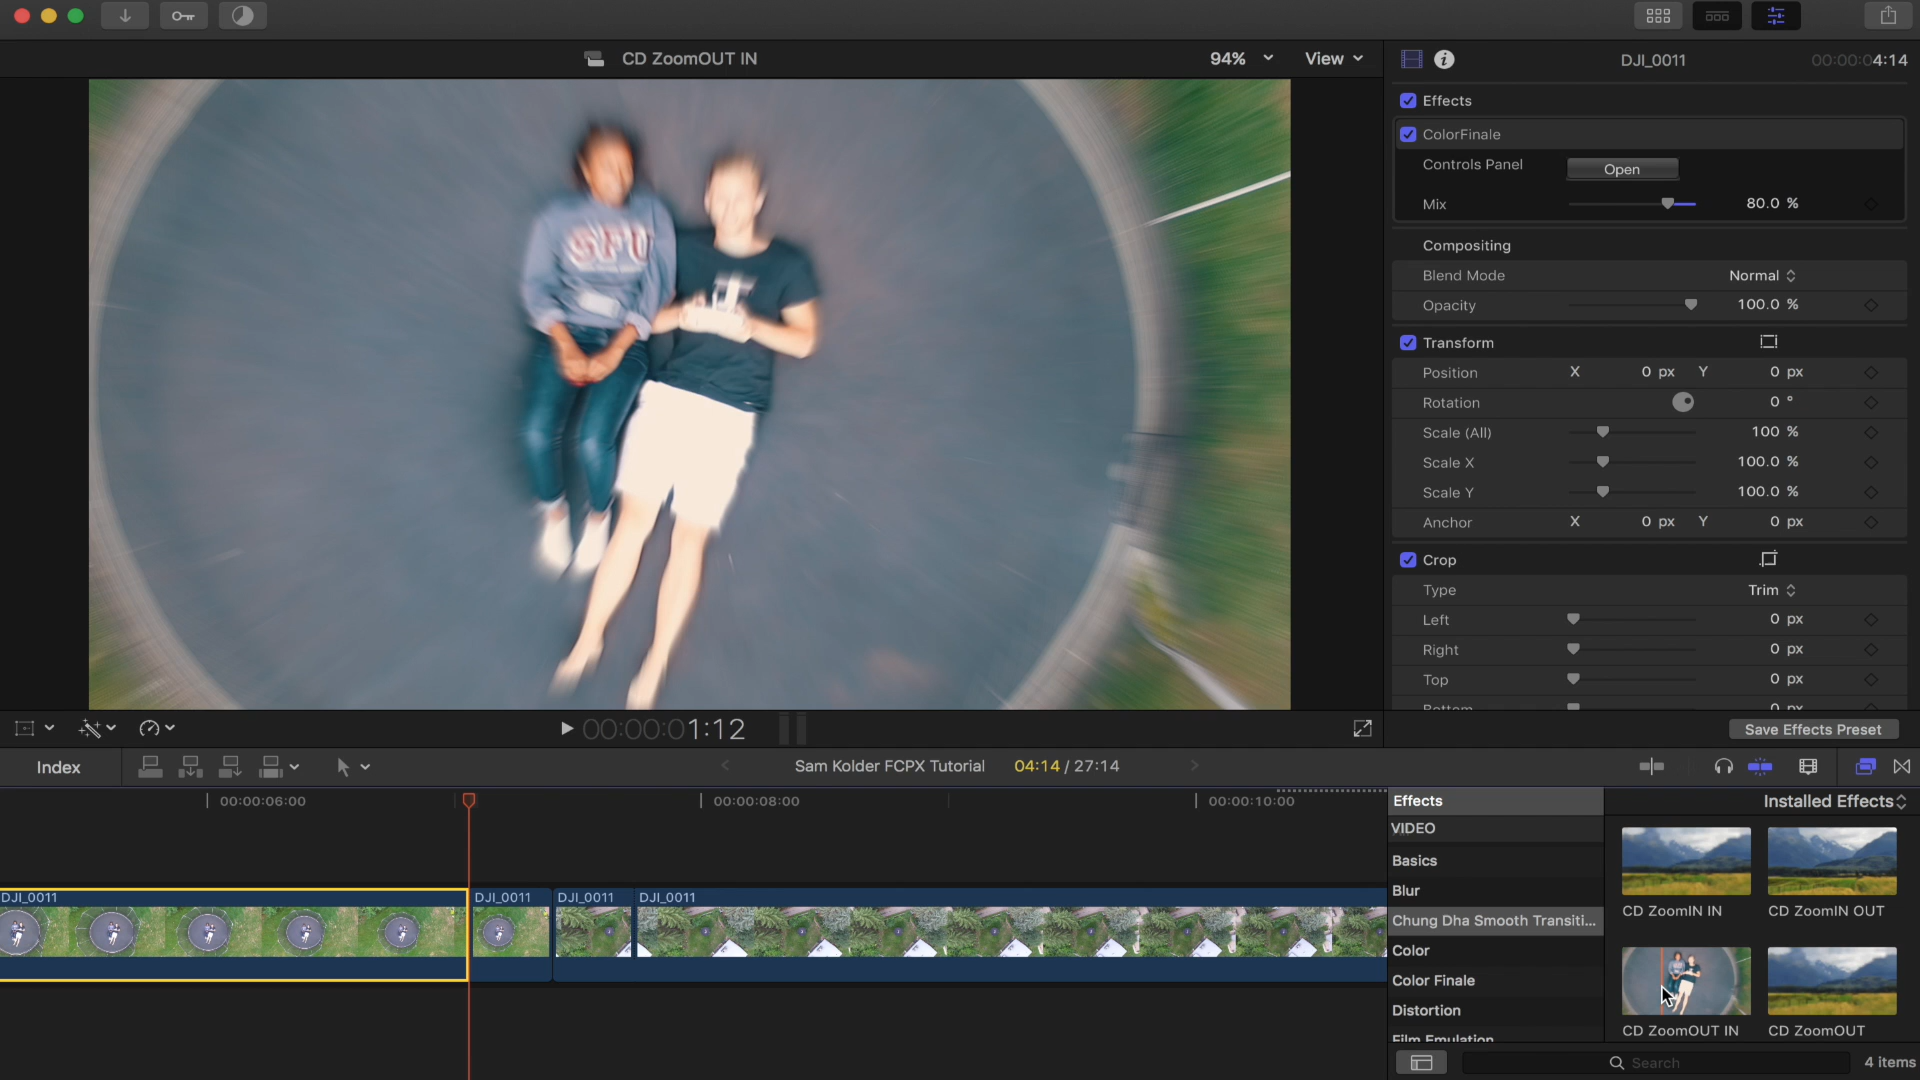 CD ZoomOUT IN
94%
View
DJI_0011
00:00:04:14
Effects
ColorFinale
Controls Panel
Open
Mix
80.0 %
Compositing
Blend Mode
Normal
Opacity
100.0 %
Transform
Position
X
0 px
Y
0 px
Rotation
0 °
Scale (All)
100 %
Scale X
100.0 %
Scale Y
100.0 %
Anchor
X
0 px
Y
0 px
Crop
Type
Trim
Left
0 px
Right
0 px
Top
0 px
Bottom
0 px
SFU
00:00:01:12
Save Effects Preset
Index
Sam Kolder FCPX Tutorial
04:14 / 27:14
00:00:06:00
00:00:08:00
00:00:10:00
DJI_0011
DJI_0011
DJI_0011
DJI_0011
Effects
Installed Effects
VIDEO
Basics
Blur
Chung Dha Smooth Transiti...
Color
Color Finale
Distortion
Film Emulation
CD ZoomIN IN
CD ZoomIN OUT
CD ZoomOUT IN
CD ZoomOUT
Search
4 items